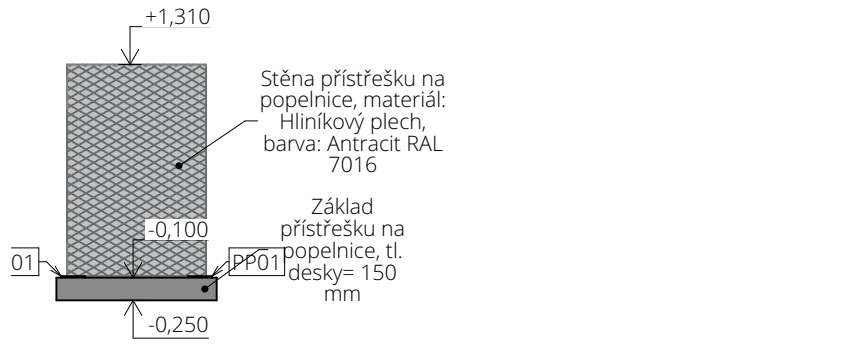 +1,310
Stěna přístřešku na
popelnice, materiál:
Hliníkový plech,
barva: Antracit RAL
7016
Základ
přístřešku na
popelnice, tl.
desky= 150
mm
-0,100
01
PP01
-0,250